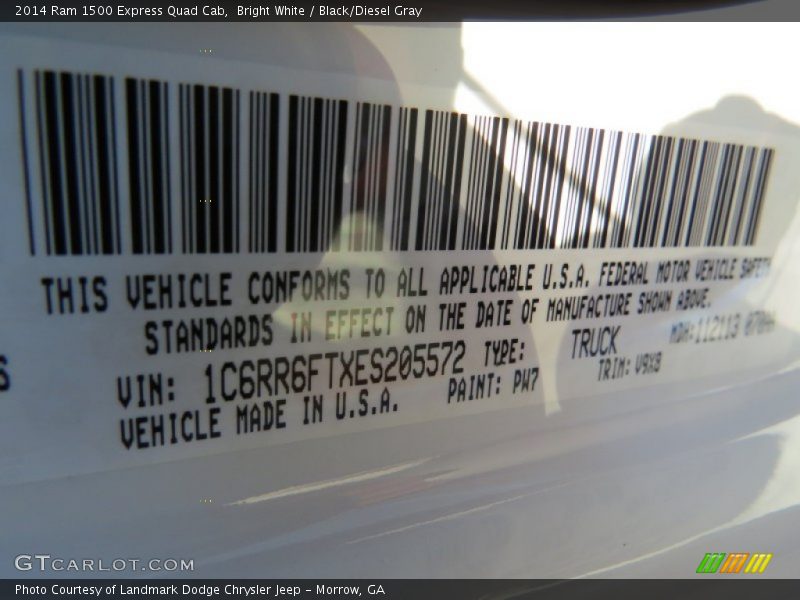 2014 Ram 1500 Express Quad Cab,  Bright White / Black/Diesel Gray
THIS VEHICLE CONFORMS TO ALL APPLICABLE U.S.A. FEDERAL MOTOR VEHICLE SAFETY
STANDARDS IN EFFECT ON THE DATE OF MANUFACTURE SHOWN ABOVE.
VIN: 1C6RR6FTXES205572 TYPE: TRUCK MDH:112113
VEHICLE MADE IN U.S.A. PAINT: PW7 TRIM: V9X8
GTCARLOT.COM
Photo Courtesy of Landmark Dodge Chrysler Jeep - Morrow, GA